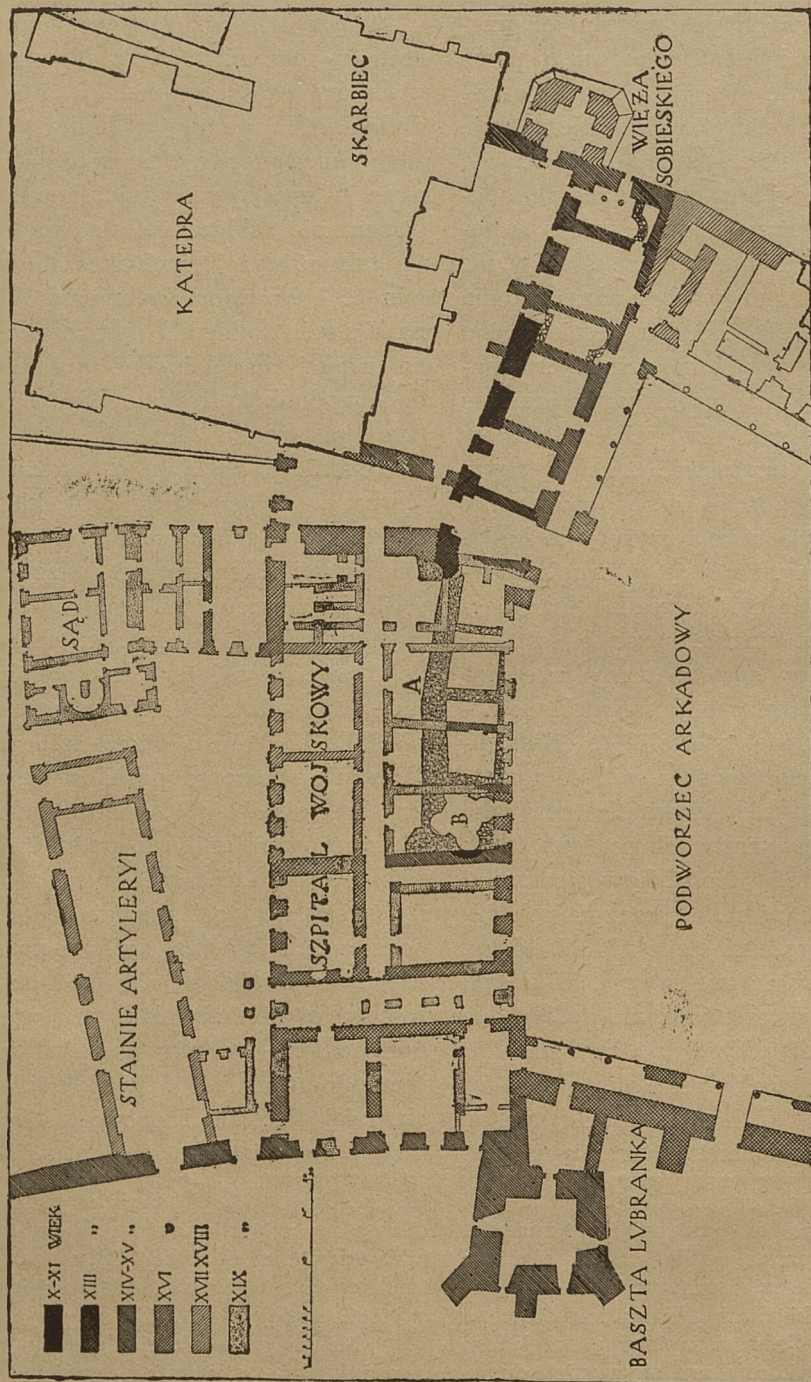 KATEDRA
SKARBIEC
WIEŻA
SOBIESKIEGO
SĄD
STAJNIE ARTYLERYI
SZPITAL WOJSKOWY
A
B
PODWORZEC ARKADOWY
BASZTA LVBRANKA
X-XI WIEK
XIII „
XIV-XV „
XVI „
XVII XVIII
XIX „